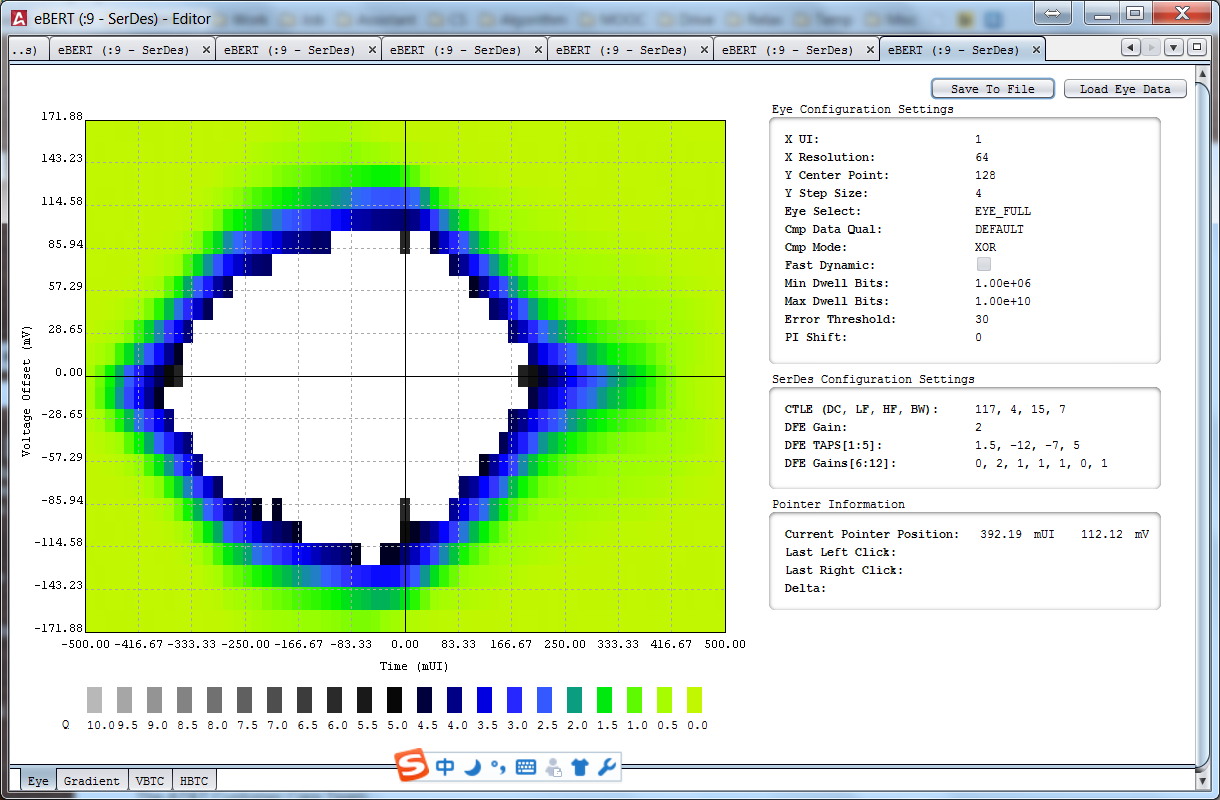 eBERT (:9 - SerDes) - Editor
..s) eBERT (:9 - SerDes) eBERT (:9 - SerDes) eBERT (:9 - SerDes) eBERT (:9 - SerDes) eBERT (:9 - SerDes) eBERT (:9 - SerDes)
Save To File Load Eye Data
Eye Configuration Settings
X UI: 1
X Resolution: 64
Y Center Point: 128
Y Step Size: 4
Eye Select: EYE_FULL
Cmp Data Qual: DEFAULT
Cmp Mode: XOR
Fast Dynamic:
Min Dwell Bits: 1.00e+06
Max Dwell Bits: 1.00e+10
Error Threshold: 30
PI Shift: 0
SerDes Configuration Settings
CTLE (DC, LF, HF, BW): 117, 4, 15, 7
DFE Gain: 2
DFE TAPS[1:5]: 1.5, -12, -7, 5
DFE Gains[6:12]: 0, 2, 1, 1, 1, 0, 1
Pointer Information
Current Pointer Position: 392.19 mUI 112.12 mV
Last Left Click:
Last Right Click:
Delta:
171.88
143.23
114.58
85.94
57.29
28.65
0.00
-28.65
-57.29
-85.94
-114.58
-143.23
-171.88
Voltage Offset (mV)
-500.00 -416.67 -333.33 -250.00 -166.67 -83.33 0.00 83.33 166.67 250.00 333.33 416.67 500.00
Time (mUI)
Q 10.0 9.5 9.0 8.5 8.0 7.5 7.0 6.5 6.0 5.5 5.0 4.5 4.0 3.5 3.0 2.5 2.0 1.5 1.0 0.5 0.0
中
Eye Gradient VBTC HBTC